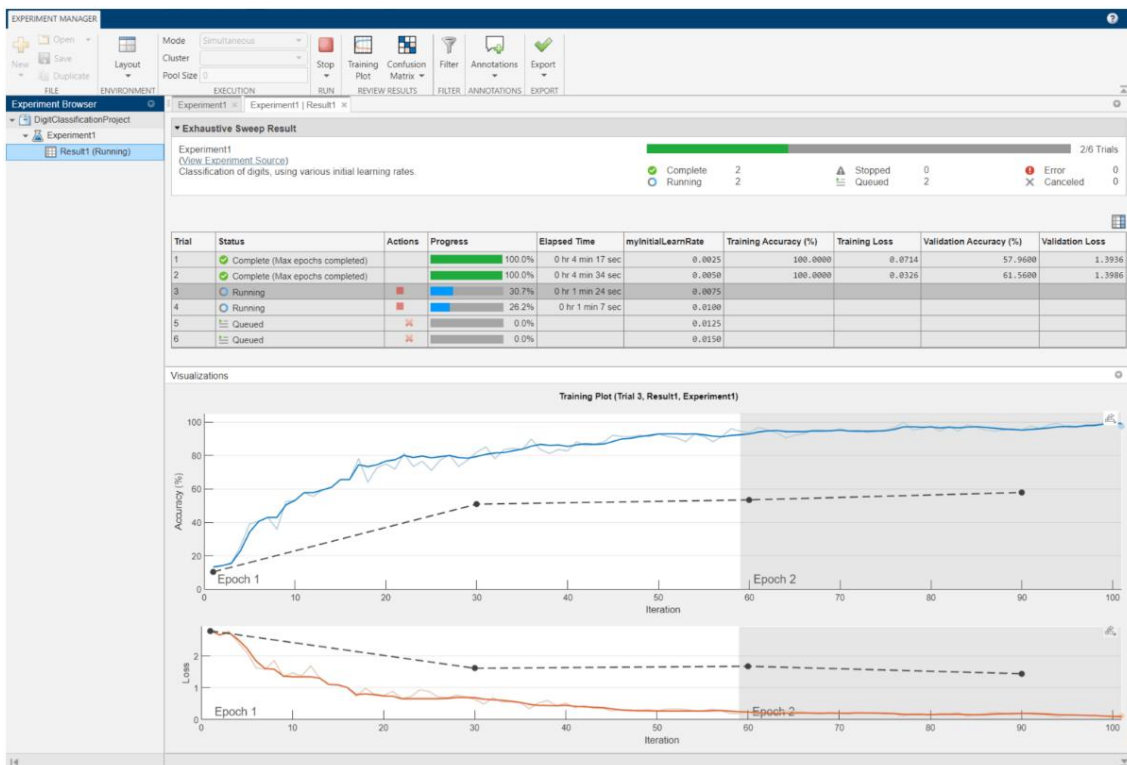 EXPERIMENT MANAGER
?
New
Open
Save
Duplicate
FILE
Layout
ENVIRONMENT
Mode Simultaneous
Cluster
Pool Size 0
EXECUTION
Stop
RUN
Training Plot
Confusion Matrix
REVIEW RESULTS
Filter
FILTER
Annotations
ANNOTATIONS
Export
EXPORT
Experiment Browser
DigitClassificationProject
Experiment1
Result1 (Running)
Experiment1 ×
Experiment1 | Result1 ×
Exhaustive Sweep Result
Experiment1
(View Experiment Source)
Classification of digits, using various initial learning rates.
2/6 Trials
Complete 2 Stopped 0 Error 0
Running 2 Queued 2 Canceled 0
Trial Status Actions Progress Elapsed Time myInitialLearnRate Training Accuracy (%) Training Loss Validation Accuracy (%) Validation Loss
1 Complete (Max epochs completed) 100.0% 0 hr 4 min 17 sec 0.0025 100.0000 0.0714 57.9600 1.3936
2 Complete (Max epochs completed) 100.0% 0 hr 4 min 34 sec 0.0050 100.0000 0.0326 61.5600 1.3986
3 Running 30.7% 0 hr 1 min 24 sec 0.0075
4 Running 26.2% 0 hr 1 min 7 sec 0.0100
5 Queued 0.0% 0.0125
6 Queued 0.0% 0.0150
Visualizations
Training Plot (Trial 3, Result1, Experiment1)
Accuracy (%)
100
80
60
40
20
0
Epoch 1
Epoch 2
0 10 20 30 40 50 60 70 80 90 100
Iteration
Loss
2
1
0
Epoch 1
Epoch 2
0 10 20 30 40 50 60 70 80 90 100
Iteration